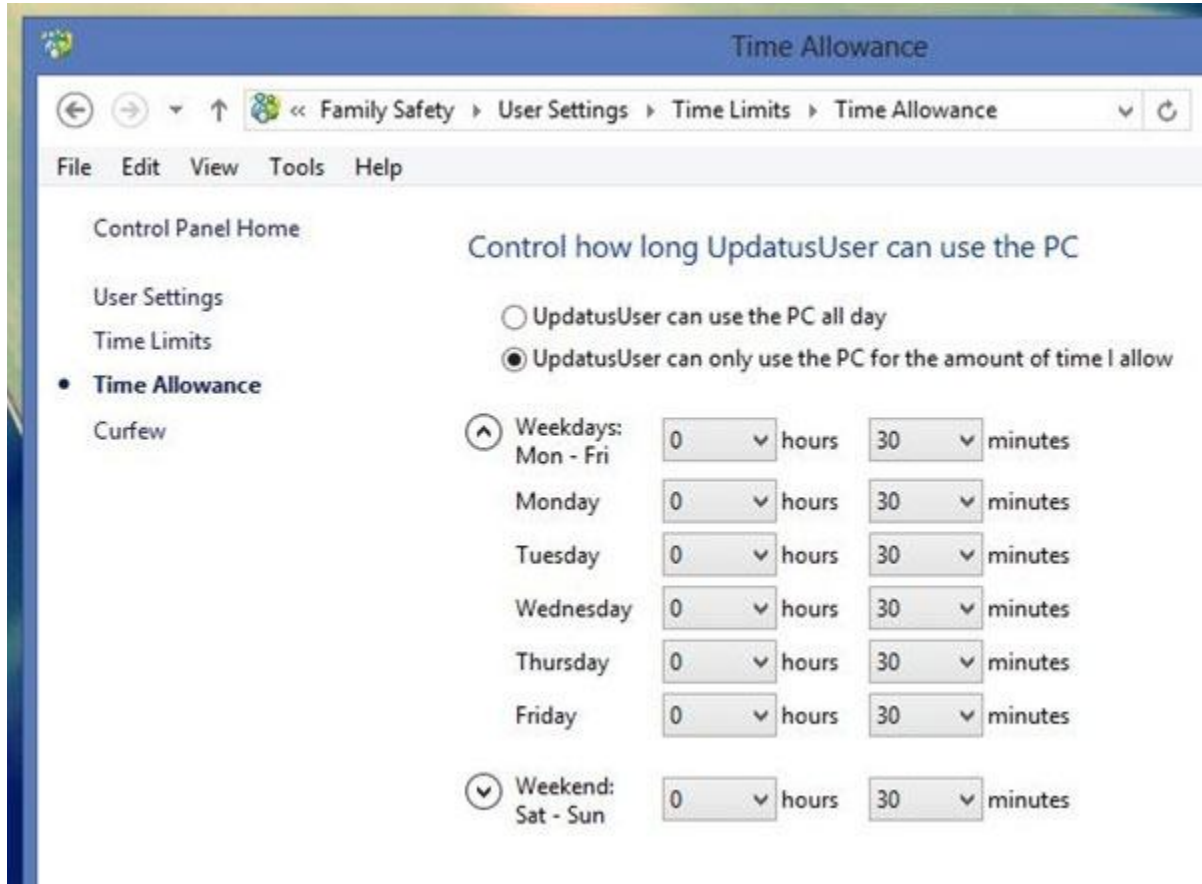 Time Allowance
« Family Safety User Settings Time Limits Time Allowance
File Edit View Tools Help
Control Panel Home
User Settings
Time Limits
• Time Allowance
Curfew
Control how long UpdatusUser can use the PC
UpdatusUser can use the PC all day
UpdatusUser can only use the PC for the amount of time I allow
Weekdays:
Mon - Fri
0 hours 30 minutes
Monday 0 hours 30 minutes
Tuesday 0 hours 30 minutes
Wednesday 0 hours 30 minutes
Thursday 0 hours 30 minutes
Friday 0 hours 30 minutes
Weekend:
Sat - Sun
0 hours 30 minutes